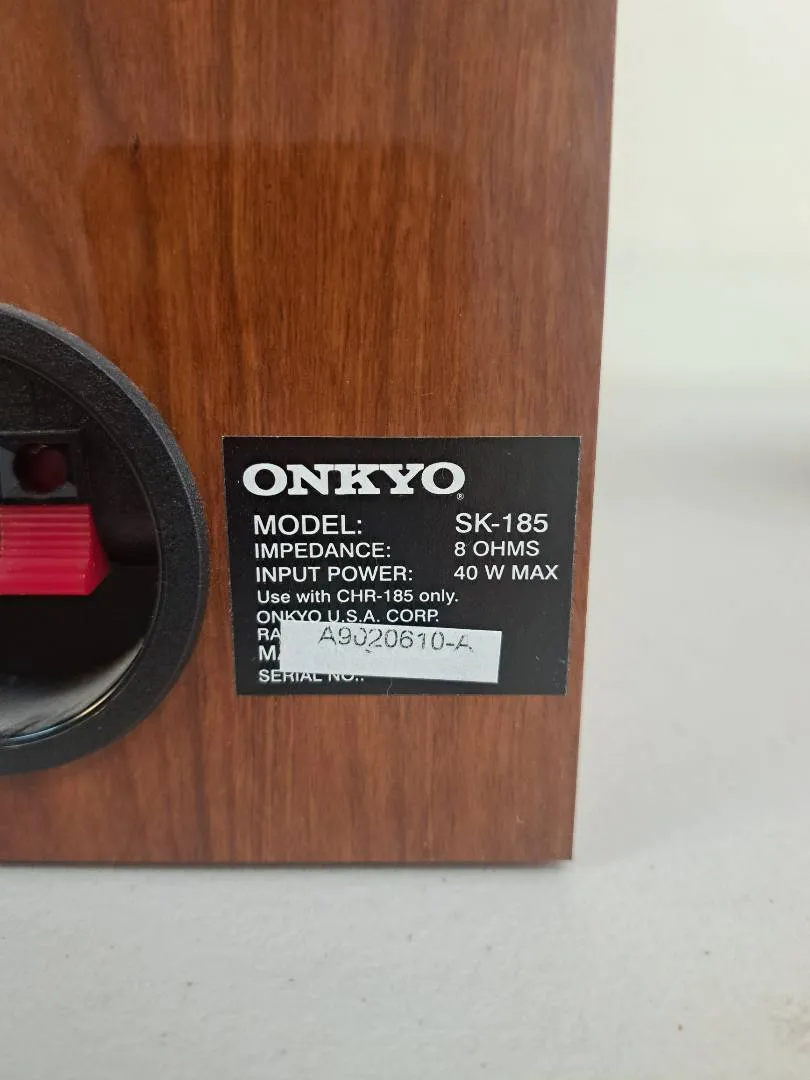 ONKYO®
MODEL: SK-185
IMPEDANCE: 8 OHMS
INPUT POWER: 40 W MAX
Use with CHR-185 only.
ONKYO U.S.A. CORP.
A9020610-A
SERIAL NO.: